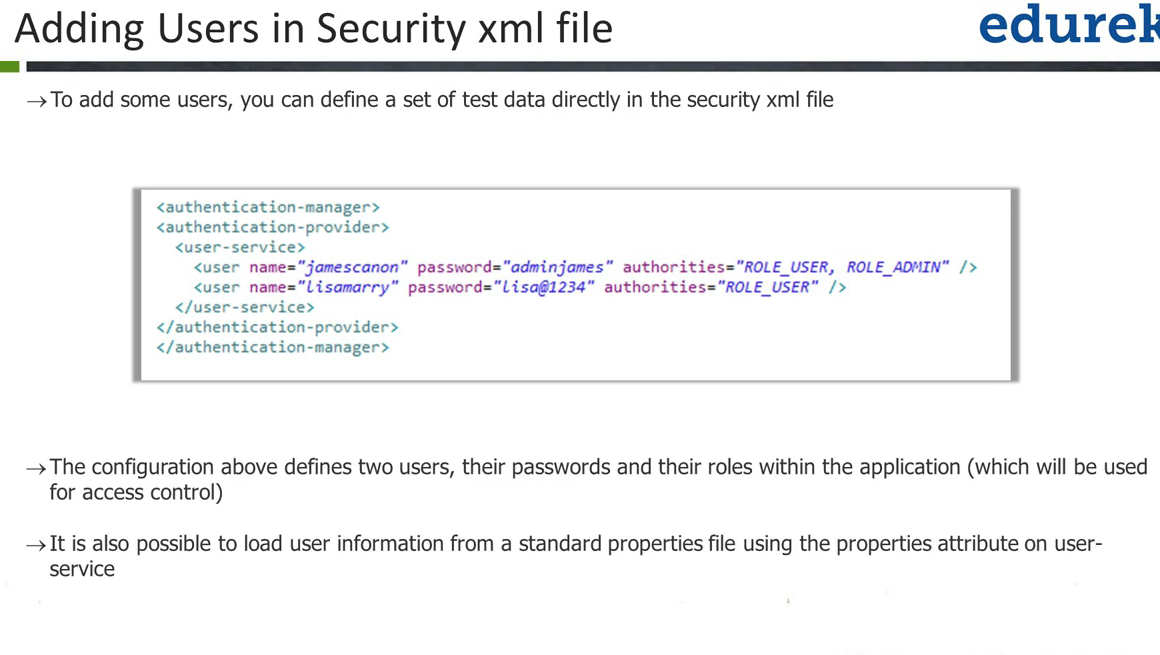 Adding Users in Security xml file
edurek
→To add some users, you can define a set of test data directly in the security xml file
<authentication-manager>
<authentication-provider>
<user-service>
<user name="jamescanon" password="adminjames" authorities="ROLE_USER, ROLE_ADMIN" />
<user name="lisamarry" password="lisa@1234" authorities="ROLE_USER" />
</user-service>
</authentication-provider>
</authentication-manager>
→The configuration above defines two users, their passwords and their roles within the application (which will be used
for access control)
→It is also possible to load user information from a standard properties file using the properties attribute on user-
service